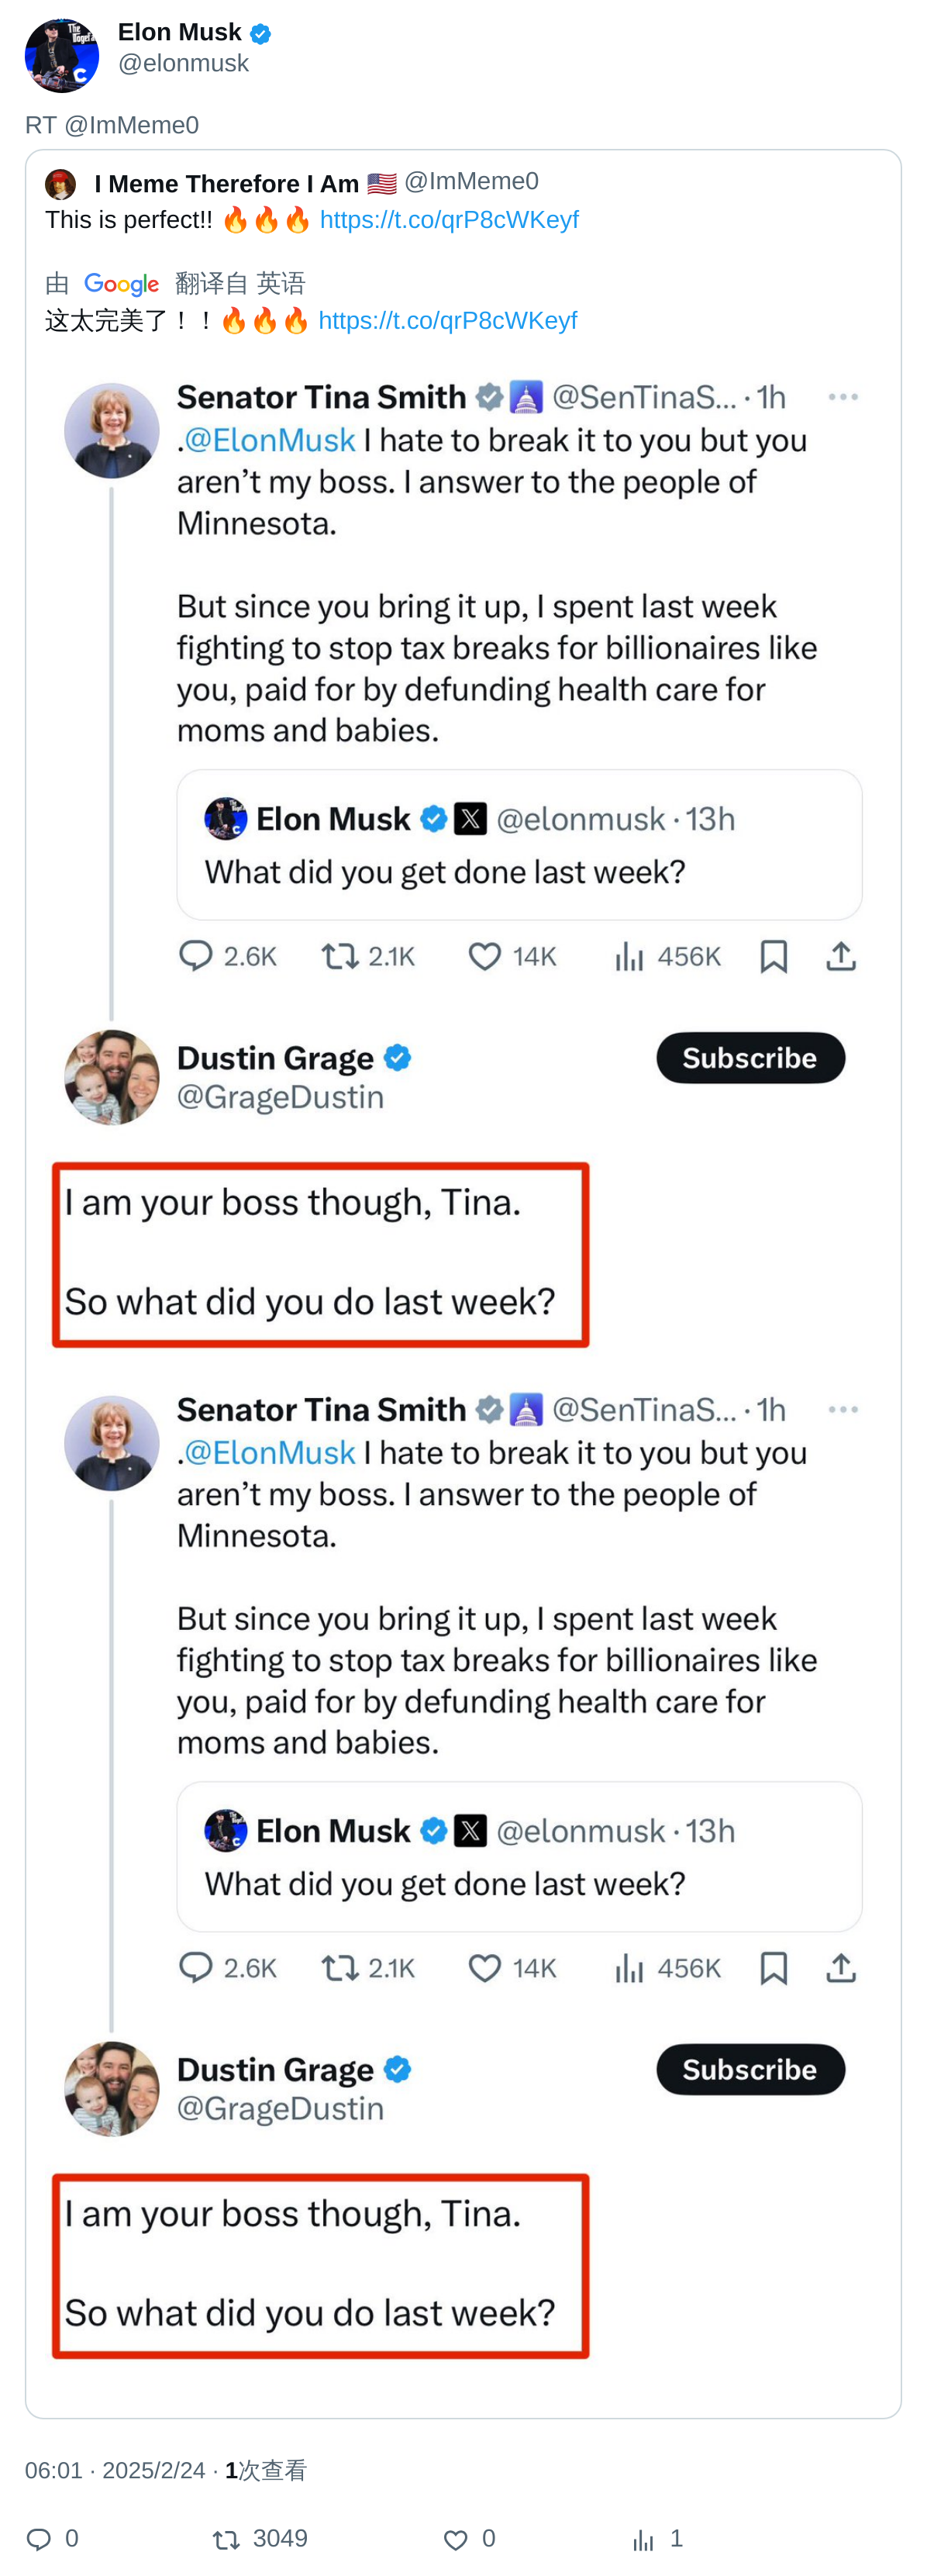 Elon Musk
@elonmusk
RT @ImMeme0
I Meme Therefore I Am 🇺🇸 @ImMeme0
This is perfect!! 🔥🔥🔥 https://t.co/qrP8cWKeyf
由 Google 翻译自 英语
这太完美了！！🔥🔥🔥 https://t.co/qrP8cWKeyf
Senator Tina Smith @SenTinaS... · 1h
.@ElonMusk I hate to break it to you but you
aren’t my boss. I answer to the people of
Minnesota.
But since you bring it up, I spent last week
fighting to stop tax breaks for billionaires like
you, paid for by defunding health care for
moms and babies.
Elon Musk @elonmusk · 13h
What did you get done last week?
2.6K 2.1K 14K 456K
Dustin Grage Subscribe
@GrageDustin
I am your boss though, Tina.
So what did you do last week?
Senator Tina Smith @SenTinaS... · 1h
.@ElonMusk I hate to break it to you but you
aren’t my boss. I answer to the people of
Minnesota.
But since you bring it up, I spent last week
fighting to stop tax breaks for billionaires like
you, paid for by defunding health care for
moms and babies.
Elon Musk @elonmusk · 13h
What did you get done last week?
2.6K 2.1K 14K 456K
Dustin Grage Subscribe
@GrageDustin
I am your boss though, Tina.
So what did you do last week?
06:01 · 2025/2/24 · 1次查看
0 3049 0 1